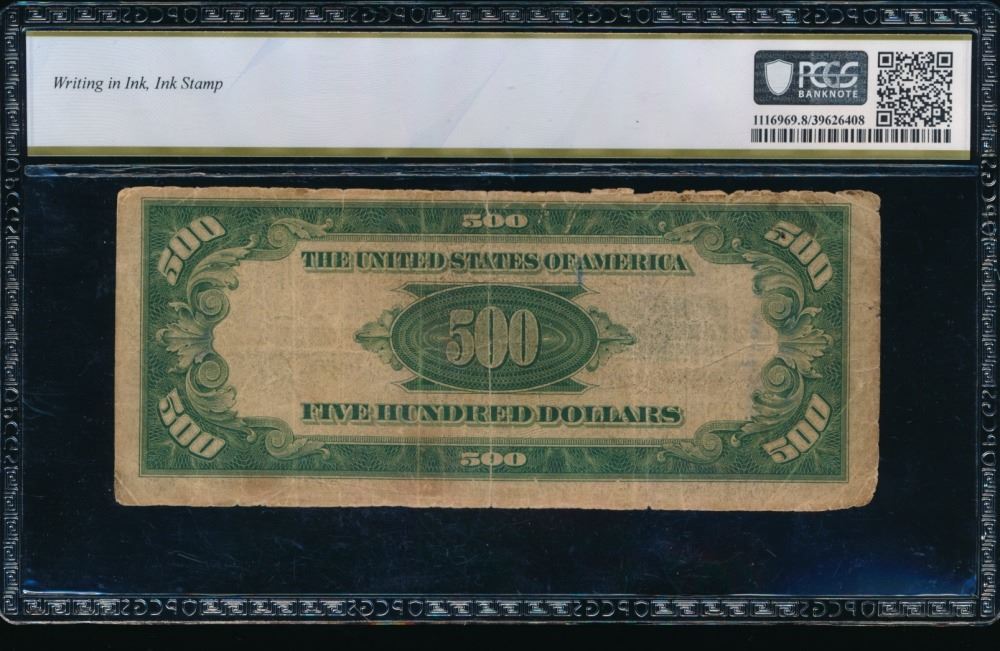 Writing in Ink, Ink Stamp
PCGS
BANKNOTE
1116969.8/39626408
500
500
500
THE UNITED STATES OF AMERICA
500
FIVE HUNDRED DOLLARS
500
500
500